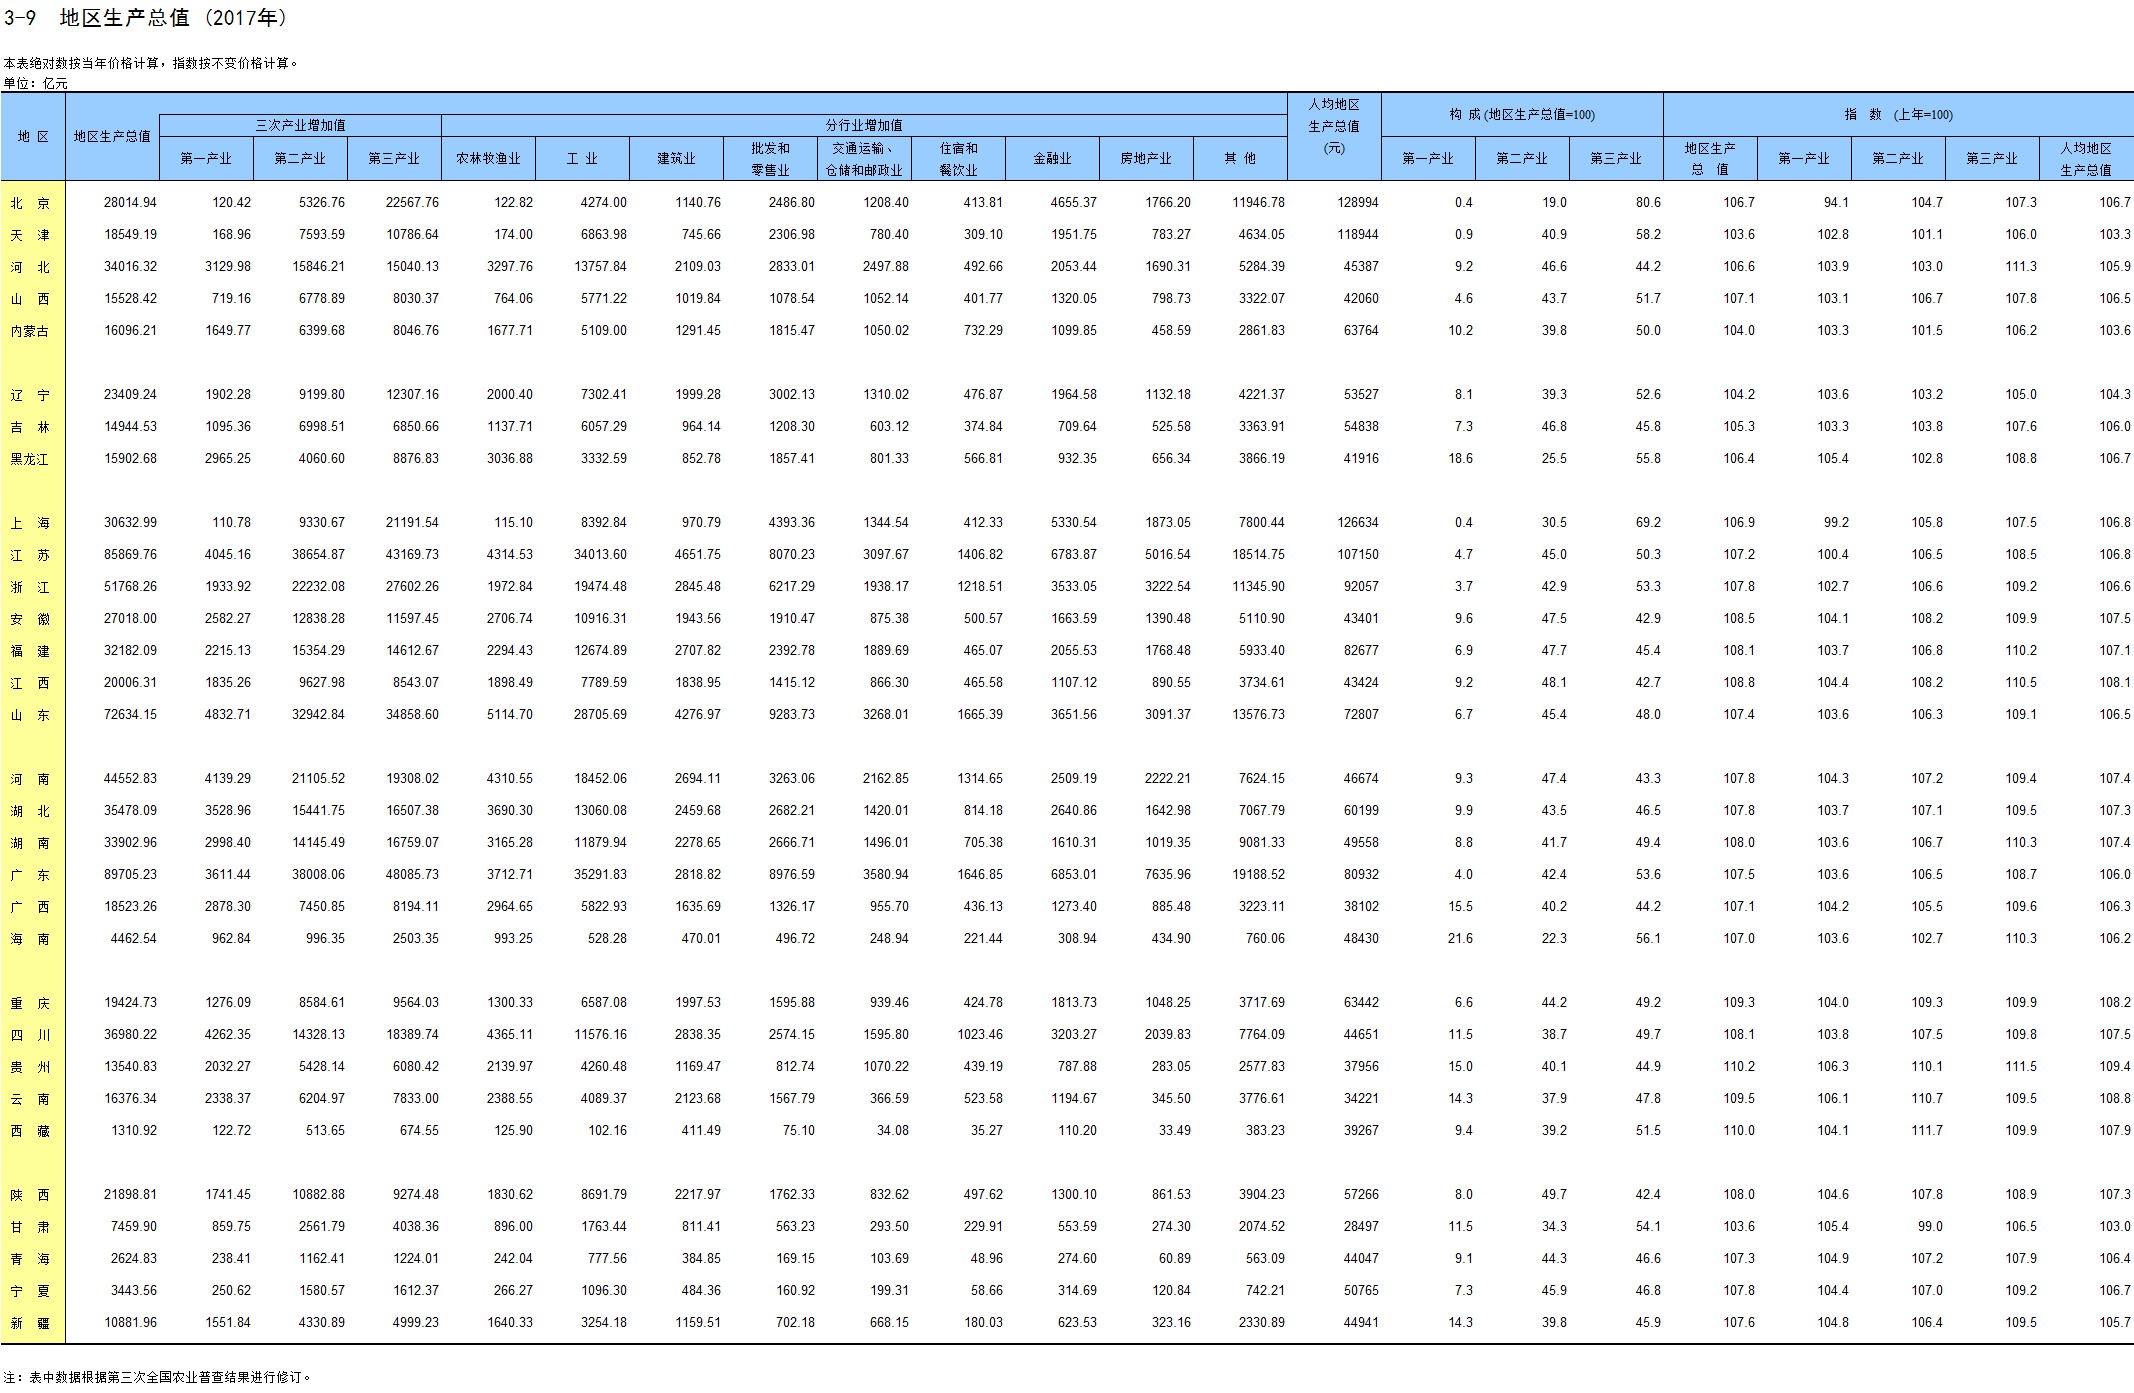 3-9 地区生产总值 (2017年)
本表绝对数按当年价格计算，指数按不变价格计算。
单位：亿元
地 区 地区生产总值 三次产业增加值 分行业增加值 人均地区生产总值(元) 构 成 (地区生产总值=100) 指 数 (上年=100)
第一产业 第二产业 第三产业 农林牧渔业 工 业 建筑业 批发和零售业 交通运输、仓储和邮政业 住宿和餐饮业 金融业 房地产业 其 他 第一产业 第二产业 第三产业 地区生产总 值 第一产业 第二产业 第三产业 人均地区生产总值
北 京 28014.94 120.42 5326.76 22567.76 122.82 4274.00 1140.76 2486.80 1208.40 413.81 4655.37 1766.20 11946.78 128994 0.4 19.0 80.6 106.7 94.1 104.7 107.3 106.7
天 津 18549.19 168.96 7593.59 10786.64 174.00 6863.98 745.66 2306.98 780.40 309.10 1951.75 783.27 4634.05 118944 0.9 40.9 58.2 103.6 102.8 101.1 106.0 103.3
河 北 34016.32 3129.98 15846.21 15040.13 3297.76 13757.84 2109.03 2833.01 2497.88 492.66 2053.44 1690.31 5284.39 45387 9.2 46.6 44.2 106.6 103.9 103.0 111.3 105.9
山 西 15528.42 719.16 6778.89 8030.37 764.06 5771.22 1019.84 1078.54 1052.14 401.77 1320.05 798.73 3322.07 42060 4.6 43.7 51.7 107.1 103.1 106.7 107.8 106.5
内蒙古 16096.21 1649.77 6399.68 8046.76 1677.71 5109.00 1291.45 1815.47 1050.02 732.29 1099.85 458.59 2861.83 63764 10.2 39.8 50.0 104.0 103.3 101.5 106.2 103.6
辽 宁 23409.24 1902.28 9199.80 12307.16 2000.40 7302.41 1999.28 3002.13 1310.02 476.87 1964.58 1132.18 4221.37 53527 8.1 39.3 52.6 104.2 103.6 103.2 105.0 104.3
吉 林 14944.53 1095.36 6998.51 6850.66 1137.71 6057.29 964.14 1208.30 603.12 374.84 709.64 525.58 3363.91 54838 7.3 46.8 45.8 105.3 103.3 103.8 107.6 106.0
黑龙江 15902.68 2965.25 4060.60 8876.83 3036.88 3332.59 852.78 1857.41 801.33 566.81 932.35 656.34 3866.19 41916 18.6 25.5 55.8 106.4 105.4 102.8 108.8 106.7
上 海 30632.99 110.78 9330.67 21191.54 115.10 8392.84 970.79 4393.36 1344.54 412.33 5330.54 1873.05 7800.44 126634 0.4 30.5 69.2 106.9 99.2 105.8 107.5 106.8
江 苏 85869.76 4045.16 38654.87 43169.73 4314.53 34013.60 4651.75 8070.23 3097.67 1406.82 6783.87 5016.54 18514.75 107150 4.7 45.0 50.3 107.2 100.4 106.5 108.5 106.8
浙 江 51768.26 1933.92 22232.08 27602.26 1972.84 19474.48 2845.48 6217.29 1938.17 1218.51 3533.05 3222.54 11345.90 92057 3.7 42.9 53.3 107.8 102.7 106.6 109.2 106.6
安 徽 27018.00 2582.27 12838.28 11597.45 2706.74 10916.31 1943.56 1910.47 875.38 500.57 1663.59 1390.48 5110.90 43401 9.6 47.5 42.9 108.5 104.1 108.2 109.9 107.5
福 建 32182.09 2215.13 15354.29 14612.67 2294.43 12674.89 2707.82 2392.78 1889.69 465.07 2055.53 1768.48 5933.40 82677 6.9 47.7 45.4 108.1 103.7 106.8 110.2 107.1
江 西 20006.31 1835.26 9627.98 8543.07 1898.49 7789.59 1838.95 1415.12 866.30 465.58 1107.12 890.55 3734.61 43424 9.2 48.1 42.7 108.8 104.4 108.2 110.5 108.1
山 东 72634.15 4832.71 32942.84 34858.60 5114.70 28705.69 4276.97 9283.73 3268.01 1665.39 3651.56 3091.37 13576.73 72807 6.7 45.4 48.0 107.4 103.6 106.3 109.1 106.5
河 南 44552.83 4139.29 21105.52 19308.02 4310.55 18452.06 2694.11 3263.06 2162.85 1314.65 2509.19 2222.21 7624.15 46674 9.3 47.4 43.3 107.8 104.3 107.2 109.4 107.4
湖 北 35478.09 3528.96 15441.75 16507.38 3690.30 13060.08 2459.68 2682.21 1420.01 814.18 2640.86 1642.98 7067.79 60199 9.9 43.5 46.5 107.8 103.7 107.1 109.5 107.3
湖 南 33902.96 2998.40 14145.49 16759.07 3165.28 11879.94 2278.65 2666.71 1496.01 705.38 1610.31 1019.35 9081.33 49558 8.8 41.7 49.4 108.0 103.6 106.7 110.3 107.4
广 东 89705.23 3611.44 38008.06 48085.73 3712.71 35291.83 2818.82 8976.59 3580.94 1646.85 6853.01 7635.96 19188.52 80932 4.0 42.4 53.6 107.5 103.6 106.5 108.7 106.0
广 西 18523.26 2878.30 7450.85 8194.11 2964.65 5822.93 1635.69 1326.17 955.70 436.13 1273.40 885.48 3223.11 38102 15.5 40.2 44.2 107.1 104.2 105.5 109.6 106.3
海 南 4462.54 962.84 996.35 2503.35 993.25 528.28 470.01 496.72 248.94 221.44 308.94 434.90 760.06 48430 21.6 22.3 56.1 107.0 103.6 102.7 110.3 106.2
重 庆 19424.73 1276.09 8584.61 9564.03 1300.33 6587.08 1997.53 1595.88 939.46 424.78 1813.73 1048.25 3717.69 63442 6.6 44.2 49.2 109.3 104.0 109.3 109.9 108.2
四 川 36980.22 4262.35 14328.13 18389.74 4365.11 11576.16 2838.35 2574.15 1595.80 1023.46 3203.27 2039.83 7764.09 44651 11.5 38.7 49.7 108.1 103.8 107.5 109.8 107.5
贵 州 13540.83 2032.27 5428.14 6080.42 2139.97 4260.48 1169.47 812.74 1070.22 439.19 787.88 283.05 2577.83 37956 15.0 40.1 44.9 110.2 106.3 110.1 111.5 109.4
云 南 16376.34 2338.37 6204.97 7833.00 2388.55 4089.37 2123.68 1567.79 366.59 523.58 1194.67 345.50 3776.61 34221 14.3 37.9 47.8 109.5 106.1 110.7 109.5 108.8
西 藏 1310.92 122.72 513.65 674.55 125.90 102.16 411.49 75.10 34.08 35.27 110.20 33.49 383.23 39267 9.4 39.2 51.5 110.0 104.1 111.7 109.9 107.9
陕 西 21898.81 1741.45 10882.88 9274.48 1830.62 8691.79 2217.97 1762.33 832.62 497.62 1300.10 861.53 3904.23 57266 8.0 49.7 42.4 108.0 104.6 107.8 108.9 107.3
甘 肃 7459.90 859.75 2561.79 4038.36 896.00 1763.44 811.41 563.23 293.50 229.91 553.59 274.30 2074.52 28497 11.5 34.3 54.1 103.6 105.4 99.0 106.5 103.0
青 海 2624.83 238.41 1162.41 1224.01 242.04 777.56 384.85 169.15 103.69 48.96 274.60 60.89 563.09 44047 9.1 44.3 46.6 107.3 104.9 107.2 107.9 106.4
宁 夏 3443.56 250.62 1580.57 1612.37 266.27 1096.30 484.36 160.92 199.31 58.66 314.69 120.84 742.21 50765 7.3 45.9 46.8 107.8 104.4 107.0 109.2 106.7
新 疆 10881.96 1551.84 4330.89 4999.23 1640.33 3254.18 1159.51 702.18 668.15 180.03 623.53 323.16 2330.89 44941 14.3 39.8 45.9 107.6 104.8 106.4 109.5 105.7
注：表中数据根据第三次全国农业普查结果进行修订。